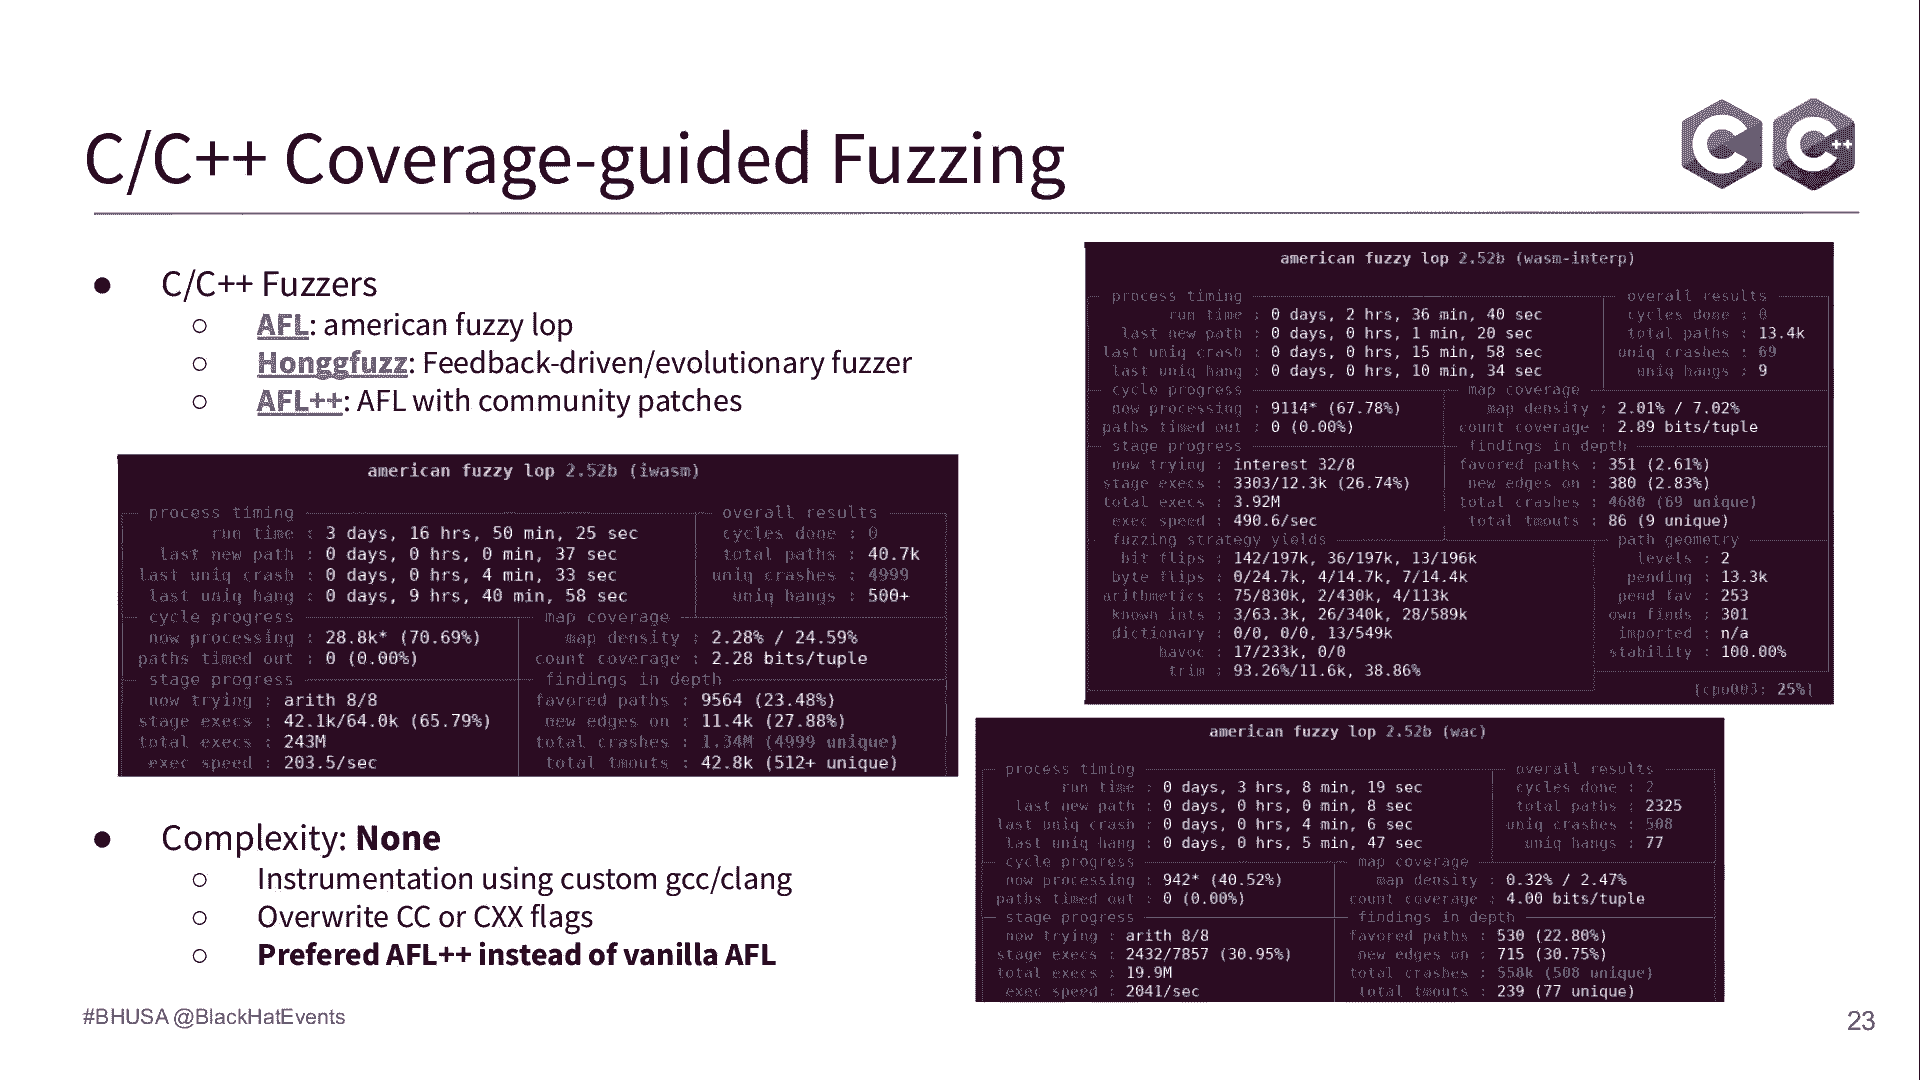 C/C++ Coverage-guided Fuzzing
C C++
● C/C++ Fuzzers
○ AFL: american fuzzy lop
○ Honggfuzz: Feedback-driven/evolutionary fuzzer
○ AFL++: AFL with community patches
american fuzzy lop 2.52b (iwasm)
process timing overall results
run time : 3 days, 16 hrs, 50 min, 25 sec cycles done : 0
last new path : 0 days, 0 hrs, 0 min, 37 sec total paths : 40.7k
last uniq crash : 0 days, 0 hrs, 4 min, 33 sec uniq crashes : 4999
last uniq hang : 0 days, 9 hrs, 40 min, 58 sec uniq hangs : 500+
cycle progress map coverage
now processing : 28.8k* (70.69%) map density : 2.28% / 24.59%
paths timed out : 0 (0.00%) count coverage : 2.28 bits/tuple
stage progress findings in depth
now trying : arith 8/8 favored paths : 9564 (23.48%)
stage execs : 42.1k/64.0k (65.79%) new edges on : 11.4k (27.88%)
total execs : 243M total crashes : 1.34M (4999 unique)
exec speed : 203.5/sec total tmouts : 42.8k (512+ unique)
● Complexity: None
○ Instrumentation using custom gcc/clang
○ Overwrite CC or CXX flags
○ Prefered AFL++ instead of vanilla AFL
american fuzzy lop 2.52b (wasm-interp)
process timing overall results
run time : 0 days, 2 hrs, 36 min, 40 sec cycles done : 0
last new path : 0 days, 0 hrs, 1 min, 20 sec total paths : 13.4k
last uniq crash : 0 days, 0 hrs, 15 min, 58 sec uniq crashes : 69
last uniq hang : 0 days, 0 hrs, 10 min, 34 sec uniq hangs : 9
cycle progress map coverage
now processing : 9114* (67.78%) map density : 2.01% / 7.02%
paths timed out : 0 (0.00%) count coverage : 2.89 bits/tuple
stage progress findings in depth
now trying : interest 32/8 favored paths : 351 (2.61%)
stage execs : 3303/12.3k (26.74%) new edges on : 380 (2.83%)
total execs : 3.92M total crashes : 4680 (69 unique)
exec speed : 490.6/sec total tmouts : 86 (9 unique)
fuzzing strategy yields path geometry
bit flips : 142/197k, 36/197k, 13/196k levels : 2
byte flips : 0/24.7k, 4/14.7k, 7/14.4k pending : 13.3k
arithmetics : 75/830k, 2/430k, 4/113k pend fav : 253
known ints : 3/63.3k, 26/340k, 28/589k own finds : 301
dictionary : 0/0, 0/0, 13/549k imported : n/a
havoc : 17/233k, 0/0 stability : 100.00%
trim : 93.26%/11.6k, 38.86%
[cpu003: 25%]
american fuzzy lop 2.52b (wac)
process timing overall results
run time : 0 days, 3 hrs, 8 min, 19 sec cycles done : 2
last new path : 0 days, 0 hrs, 0 min, 8 sec total paths : 2325
last uniq crash : 0 days, 0 hrs, 4 min, 6 sec uniq crashes : 508
last uniq hang : 0 days, 0 hrs, 5 min, 47 sec uniq hangs : 77
cycle progress map coverage
now processing : 942* (40.52%) map density : 0.32% / 2.47%
paths timed out : 0 (0.00%) count coverage : 4.00 bits/tuple
stage progress findings in depth
now trying : arith 8/8 favored paths : 530 (22.80%)
stage execs : 2432/7857 (30.95%) new edges on : 715 (30.75%)
total execs : 19.9M total crashes : 558k (508 unique)
exec speed : 2041/sec total tmouts : 239 (77 unique)
#BHUSA @BlackHatEvents
23